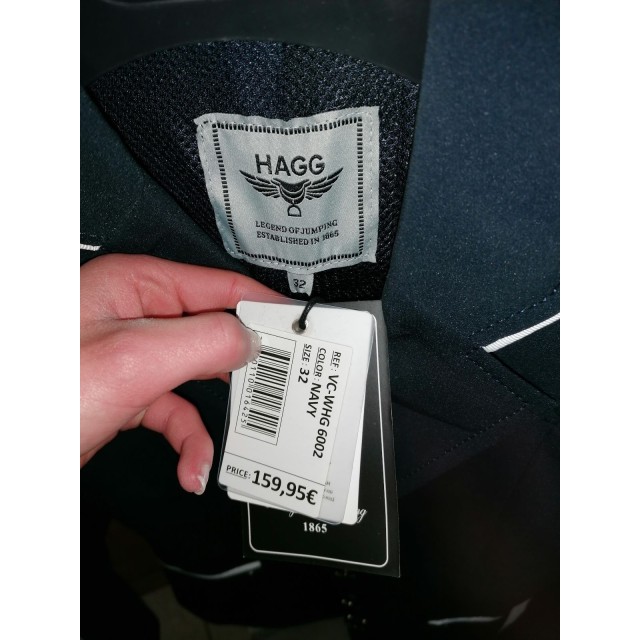 HAGG
LEGEND OF JUMPING
ESTABLISHED IN 1865
32
REF: VC-WHG 6002
COLOR: NAVY
SIZE: 32
PRICE: 159,95€
1865